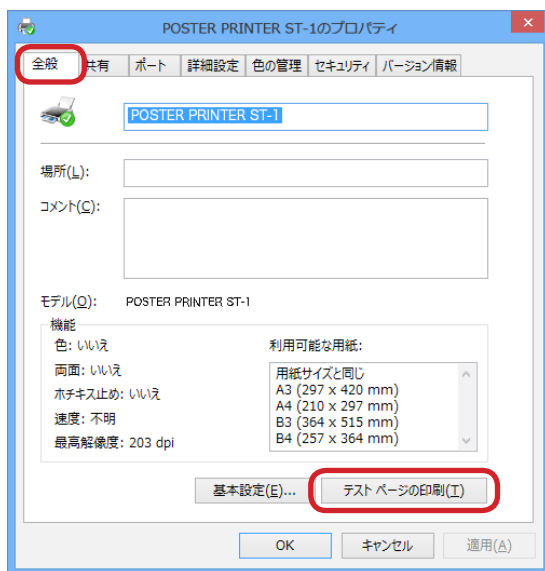 POSTER PRINTER ST-1のプロパティ
全般 共有 ポート 詳細設定 色の管理 セキュリティ バージョン情報
POSTER PRINTER ST-1
場所(L):
コメント(C):
モデル(O): POSTER PRINTER ST-1
機能
色: いいえ
両面: いいえ
ホチキス止め: いいえ
速度: 不明
最高解像度: 203 dpi
利用可能な用紙:
用紙サイズと同じ
A3 (297 x 420 mm)
A4 (210 x 297 mm)
B3 (364 x 515 mm)
B4 (257 x 364 mm)
基本設定(E)... テスト ページの印刷(T)
OK キャンセル 適用(A)